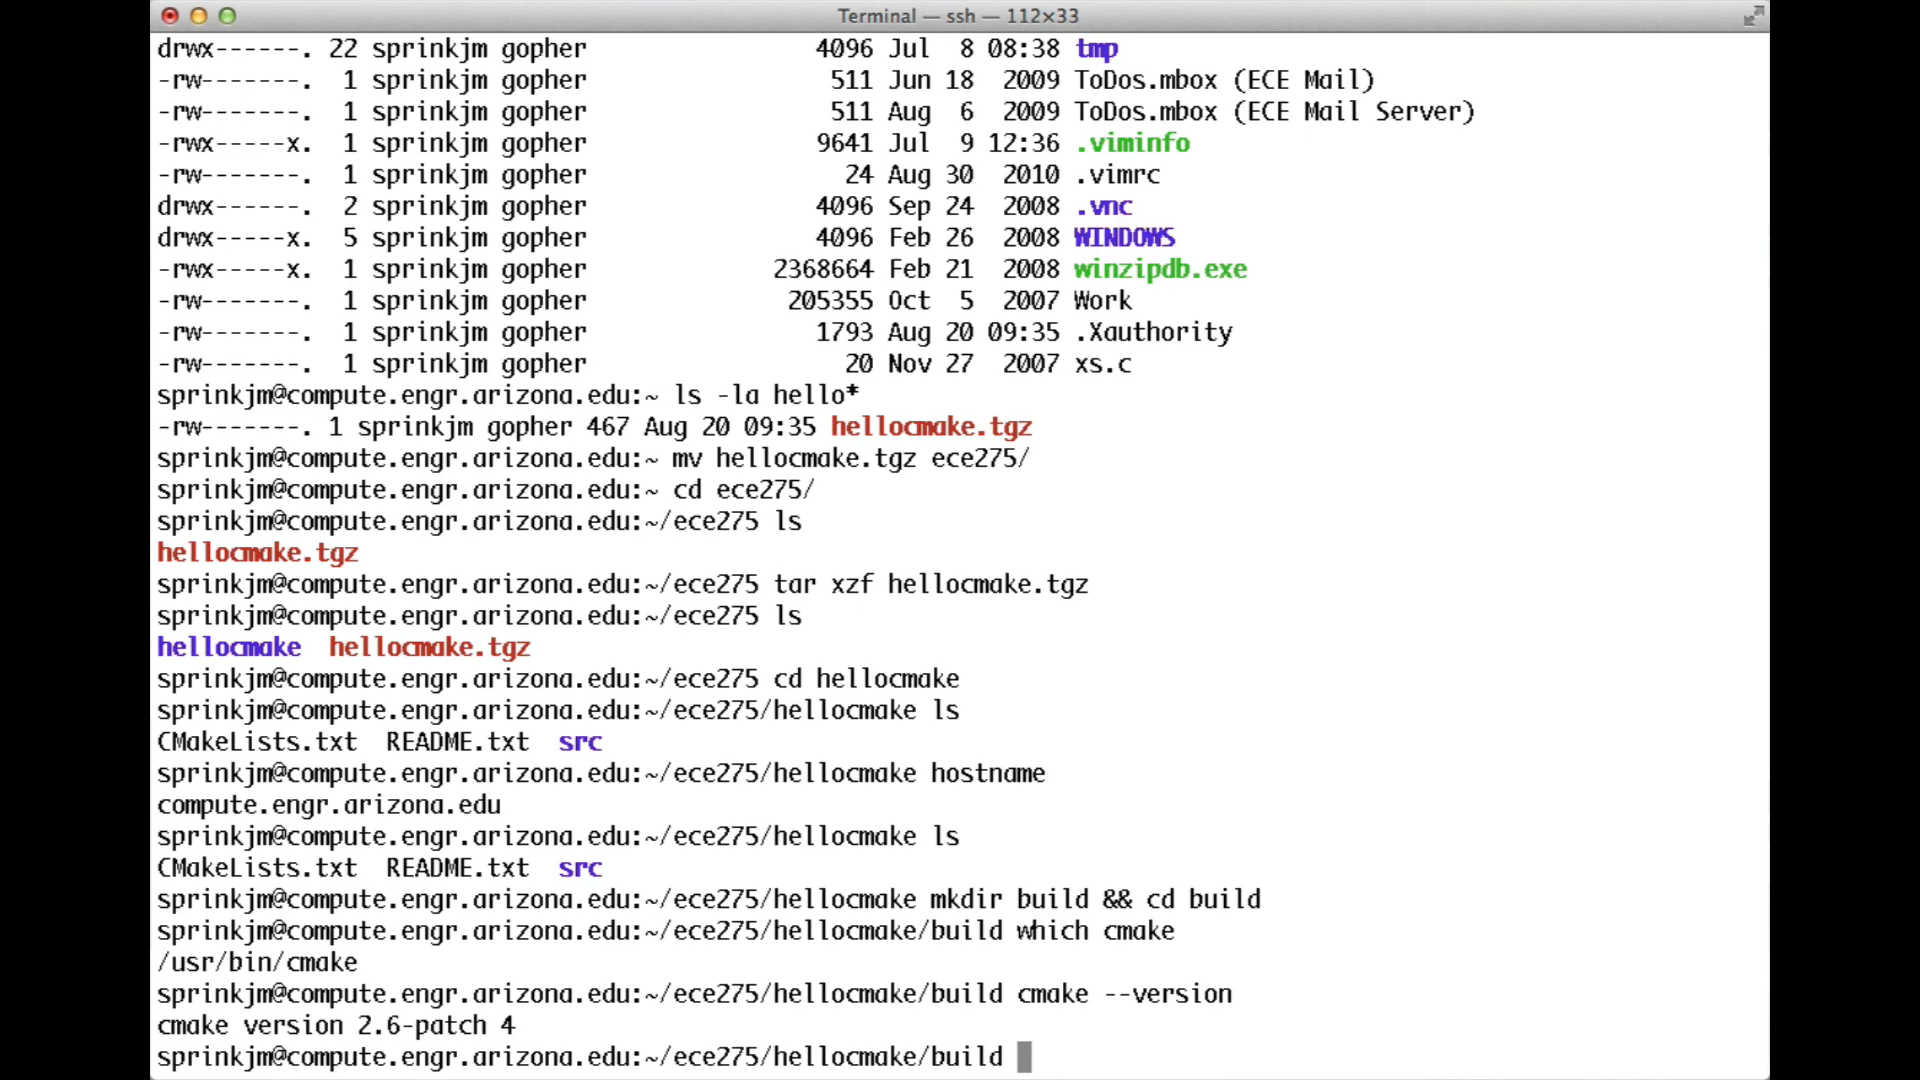 Terminal — ssh — 112×33
drwx------. 22 sprinkjm gopher                4096 Jul  8 08:38 tmp
-rw-------.  1 sprinkjm gopher                 511 Jun 18  2009 ToDos.mbox (ECE Mail)
-rw-------.  1 sprinkjm gopher                 511 Aug  6  2009 ToDos.mbox (ECE Mail Server)
-rwx-----x.  1 sprinkjm gopher                9641 Jul  9 12:36 .viminfo
-rw-------.  1 sprinkjm gopher                  24 Aug 30  2010 .vimrc
drwx------.  2 sprinkjm gopher                4096 Sep 24  2008 .vnc
drwx-----x.  5 sprinkjm gopher                4096 Feb 26  2008 WINDOWS
-rwx-----x.  1 sprinkjm gopher             2368664 Feb 21  2008 winzipdb.exe
-rw-------.  1 sprinkjm gopher              205355 Oct  5  2007 Work
-rw-------.  1 sprinkjm gopher                1793 Aug 20 09:35 .Xauthority
-rw-------.  1 sprinkjm gopher                  20 Nov 27  2007 xs.c
sprinkjm@compute.engr.arizona.edu:~ ls -la hello*
-rw-------. 1 sprinkjm gopher 467 Aug 20 09:35 hellocmake.tgz
sprinkjm@compute.engr.arizona.edu:~ mv hellocmake.tgz ece275/
sprinkjm@compute.engr.arizona.edu:~ cd ece275/
sprinkjm@compute.engr.arizona.edu:~/ece275 ls
hellocmake.tgz
sprinkjm@compute.engr.arizona.edu:~/ece275 tar xzf hellocmake.tgz
sprinkjm@compute.engr.arizona.edu:~/ece275 ls
hellocmake  hellocmake.tgz
sprinkjm@compute.engr.arizona.edu:~/ece275 cd hellocmake
sprinkjm@compute.engr.arizona.edu:~/ece275/hellocmake ls
CMakeLists.txt  README.txt  src
sprinkjm@compute.engr.arizona.edu:~/ece275/hellocmake hostname
compute.engr.arizona.edu
sprinkjm@compute.engr.arizona.edu:~/ece275/hellocmake ls
CMakeLists.txt  README.txt  src
sprinkjm@compute.engr.arizona.edu:~/ece275/hellocmake mkdir build && cd build
sprinkjm@compute.engr.arizona.edu:~/ece275/hellocmake/build which cmake
/usr/bin/cmake
sprinkjm@compute.engr.arizona.edu:~/ece275/hellocmake/build cmake --version
cmake version 2.6-patch 4
sprinkjm@compute.engr.arizona.edu:~/ece275/hellocmake/build